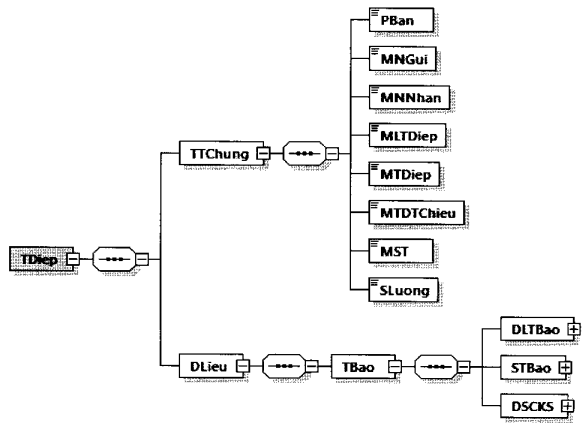 PBan
MNGui
MNNhan
MLTDiep
TTChung
MTDiep
MTDTChieu
MST
TDiep
SLuong
DLTBao
DLieu
TBao
STBao
DSCKS